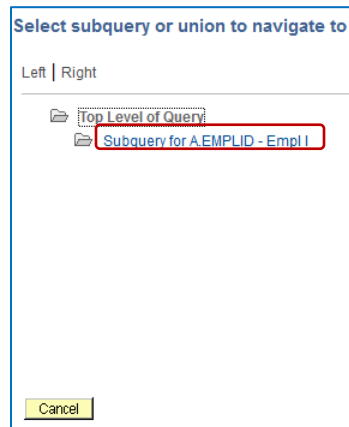 Select subquery or union to navigate to
Left | Right
Top Level of Query
Subquery for A.EMPLID - Empl I
Cancel